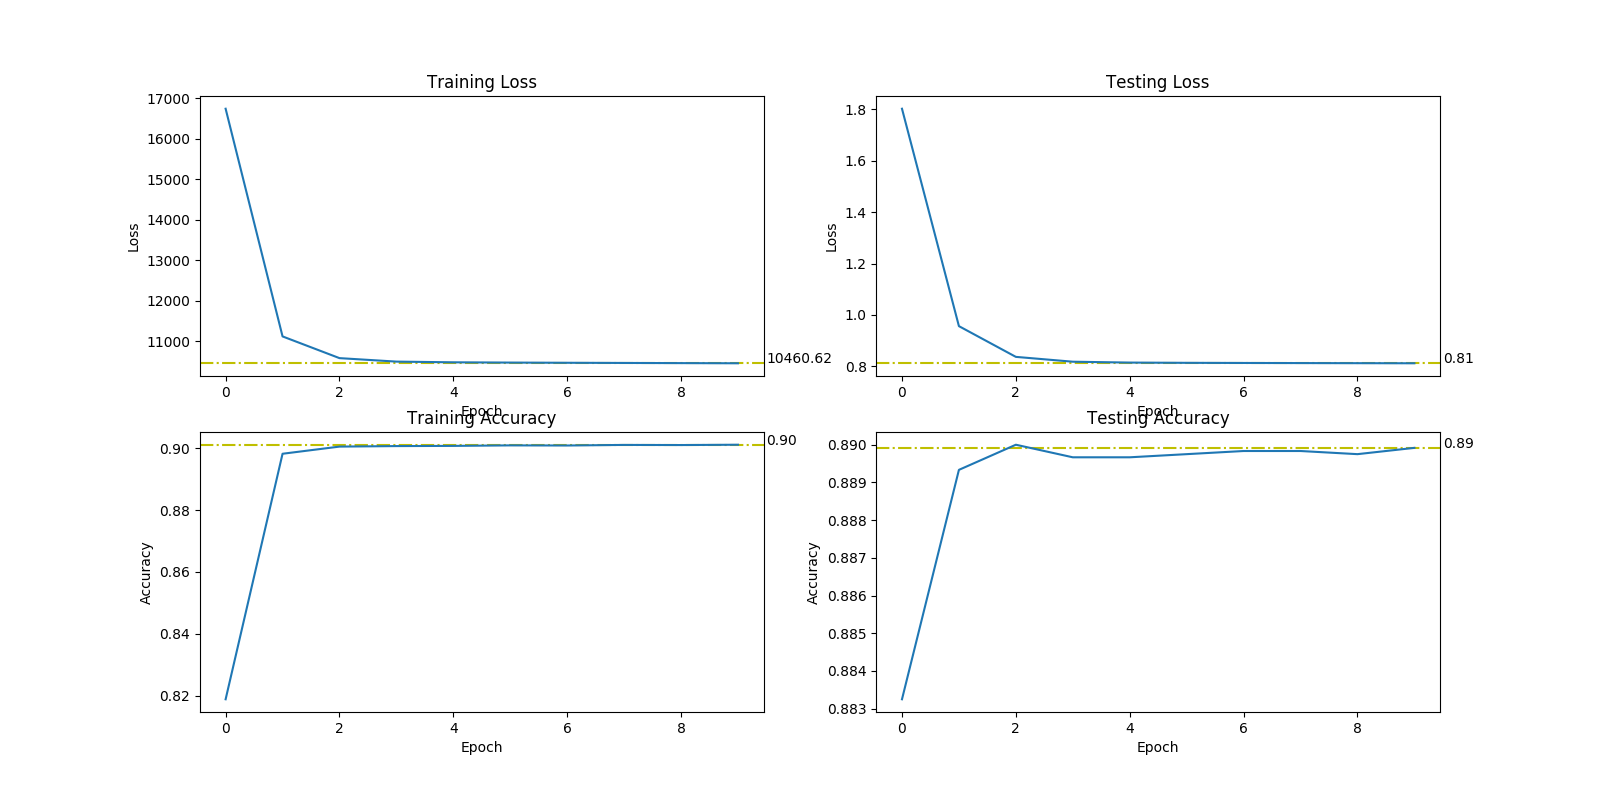 Training Loss
17000
16000
15000
14000
13000
12000
11000
Loss
10460.62
0 2 4 6 8
Epoch
Testing Loss
1.8
1.6
1.4
1.2
1.0
0.8
Loss
0.81
0 2 4 6 8
Epoch
Training Accuracy
0.90
0.88
0.86
0.84
0.82
Accuracy
0.90
0 2 4 6 8
Epoch
Testing Accuracy
0.890
0.889
0.888
0.887
0.886
0.885
0.884
0.883
Accuracy
0.89
0 2 4 6 8
Epoch